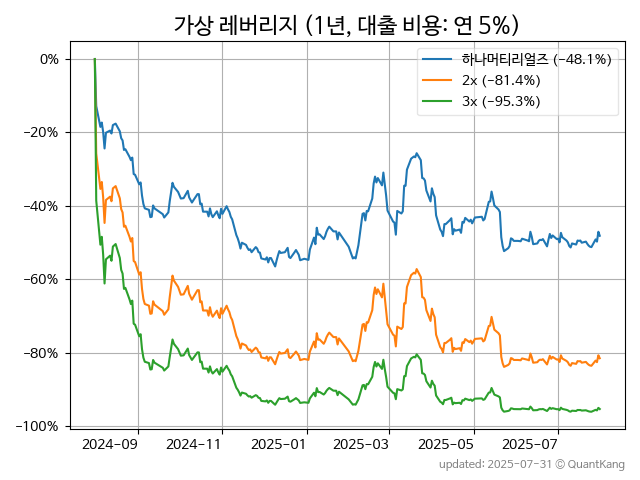 가상 레버리지 (1년, 대출 비용: 연 5%)
하나머티리얼즈 (−48.1%)
2x (−81.4%)
3x (−95.3%)
0%
−20%
−40%
−60%
−80%
−100%
2024-09
2024-11
2025-01
2025-03
2025-05
2025-07
updated: 2025-07-31 © QuantKang